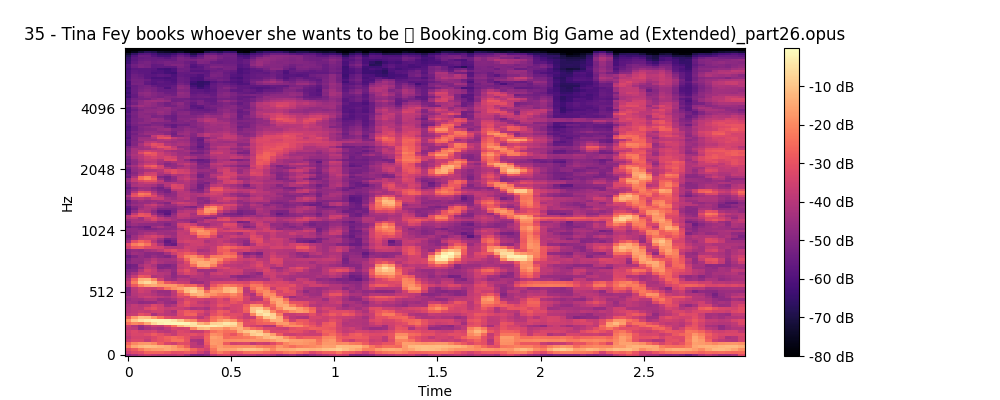 35 - Tina Fey books whoever she wants to be ▯ Booking.com Big Game ad (Extended)_part26.opus
4096
2048
1024
512
0
Hz
0
0.5
1
1.5
2
2.5
Time
-10 dB
-20 dB
-30 dB
-40 dB
-50 dB
-60 dB
-70 dB
-80 dB